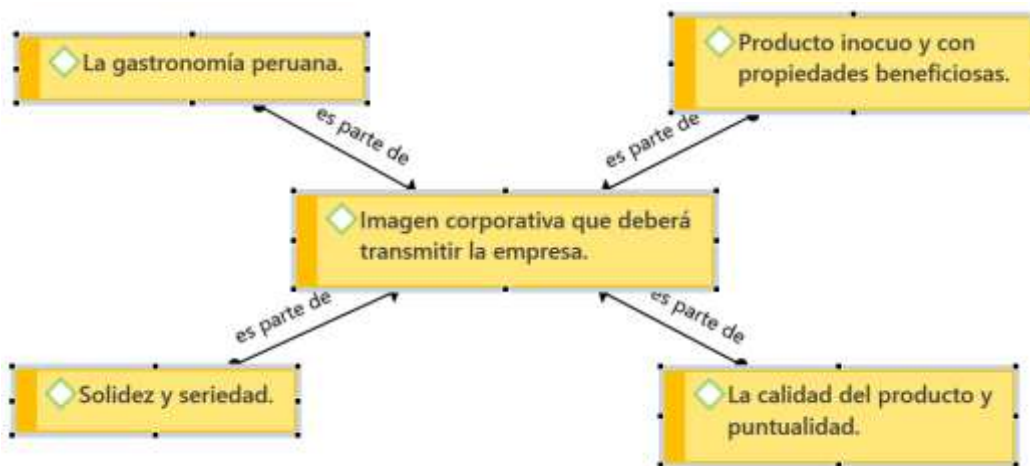 La gastronomía peruana.
Producto inocuo y con
propiedades beneficiosas.
es parte de
es parte de
Imagen corporativa que deberá
transmitir la empresa.
es parte de
es parte de
Solidez y seriedad.
La calidad del producto y
puntualidad.